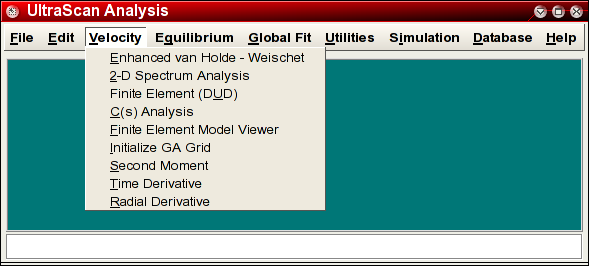 UltraScan Analysis
File Edit Velocity Equilibrium Global Fit Utilities Simulation Database Help
Enhanced van Holde - Weischet
2-D Spectrum Analysis
Finite Element (DUD)
C(s) Analysis
Finite Element Model Viewer
Initialize GA Grid
Second Moment
Time Derivative
Radial Derivative